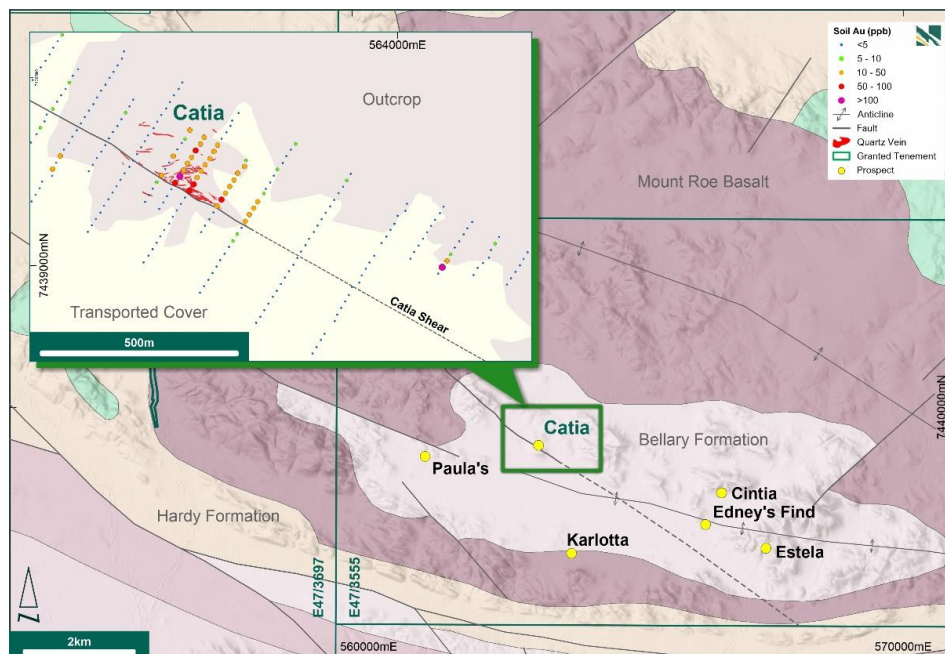 564000mE
Outcrop
Catia
7439000mN
Transported Cover
Catia Shear
500m
Soil Au (ppb)
<5
5 - 10
10 - 50
50 - 100
>100
Anticline
Fault
Quartz Vein
Granted Tenement
Prospect
Mount Roe Basalt
7440000mN
Catia
Bellary Formation
Paula's
Cintia
Edney's Find
Hardy Formation
Karlotta
Estela
E47/3697
E47/3555
N
2km
560000mE
570000mE